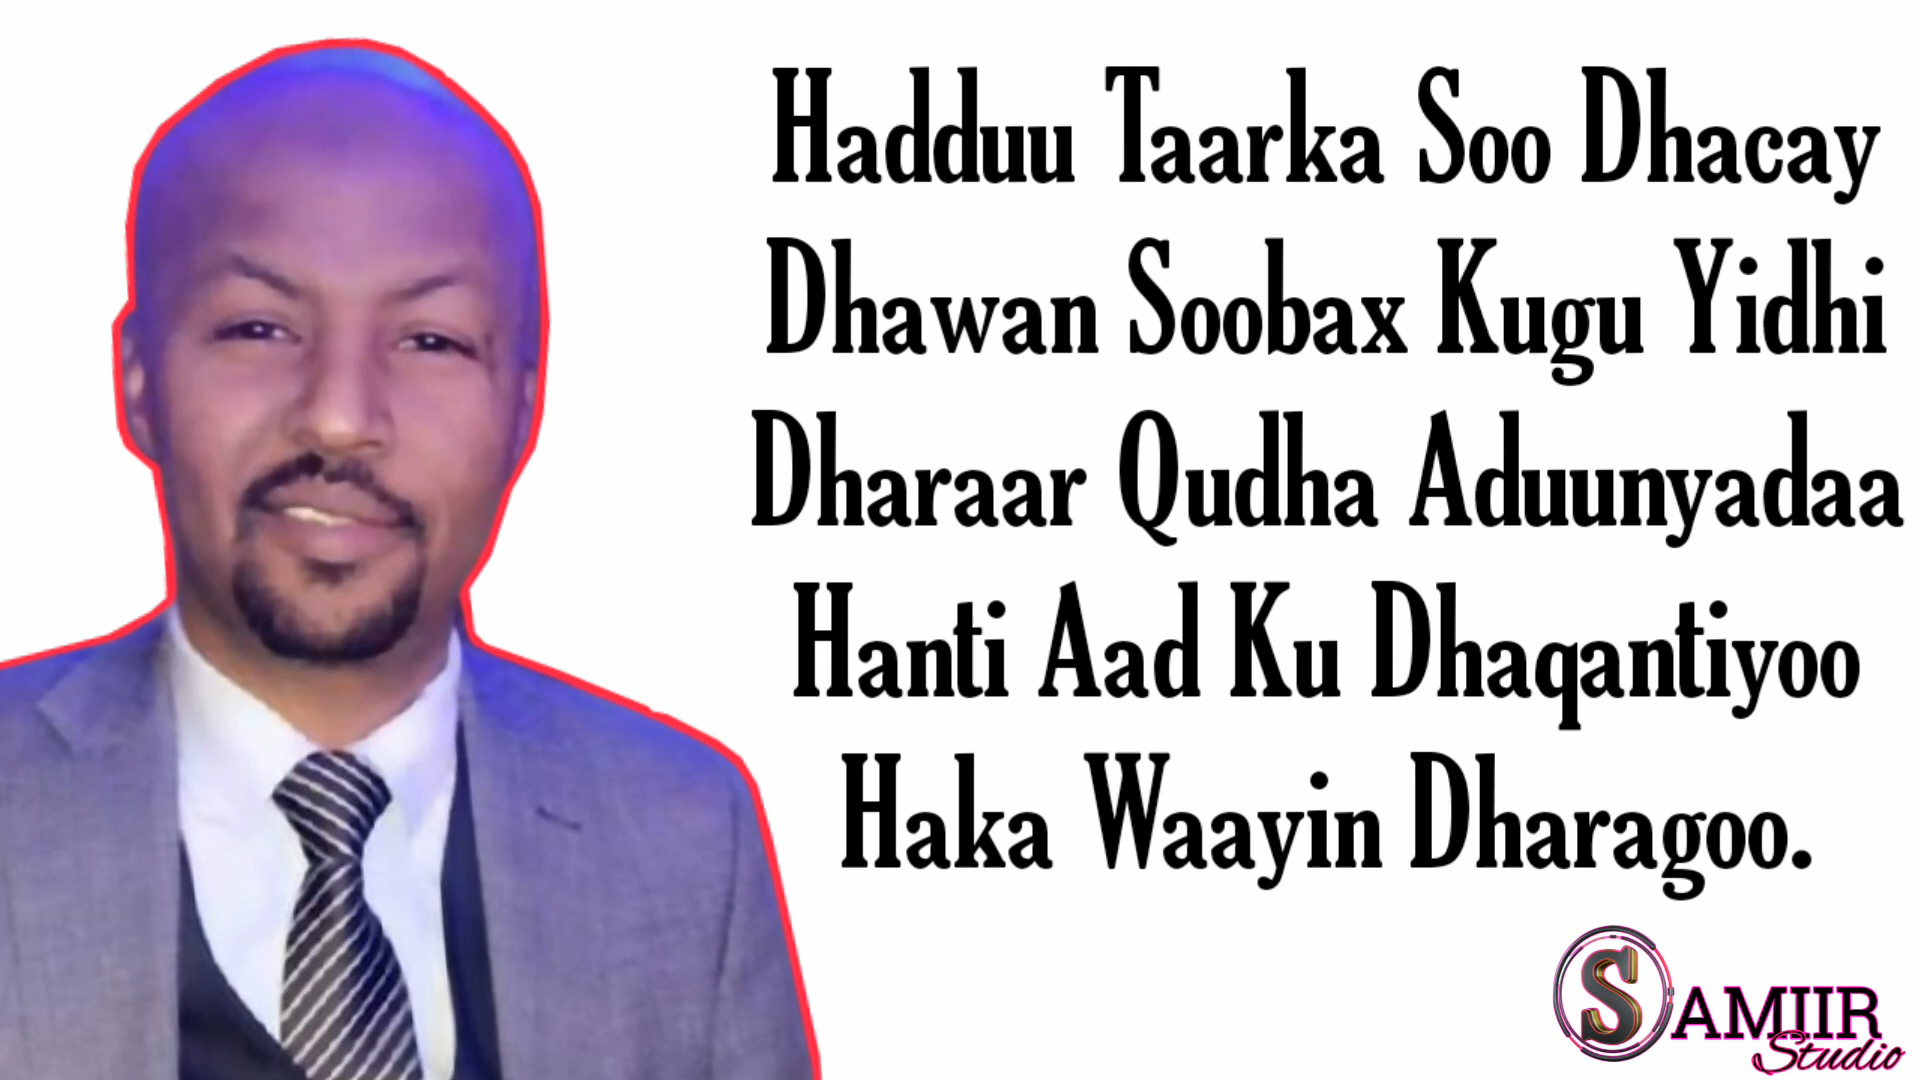 Hadduu Taarka Soo Dhacay
Dhawan Soobax Kugu Yidhi
Dharaar Qudha Aduunyadaa
Hanti Aad Ku Dhaqantiyoo
Haka Waayin Dharagoo.
SAMIIR
Studio